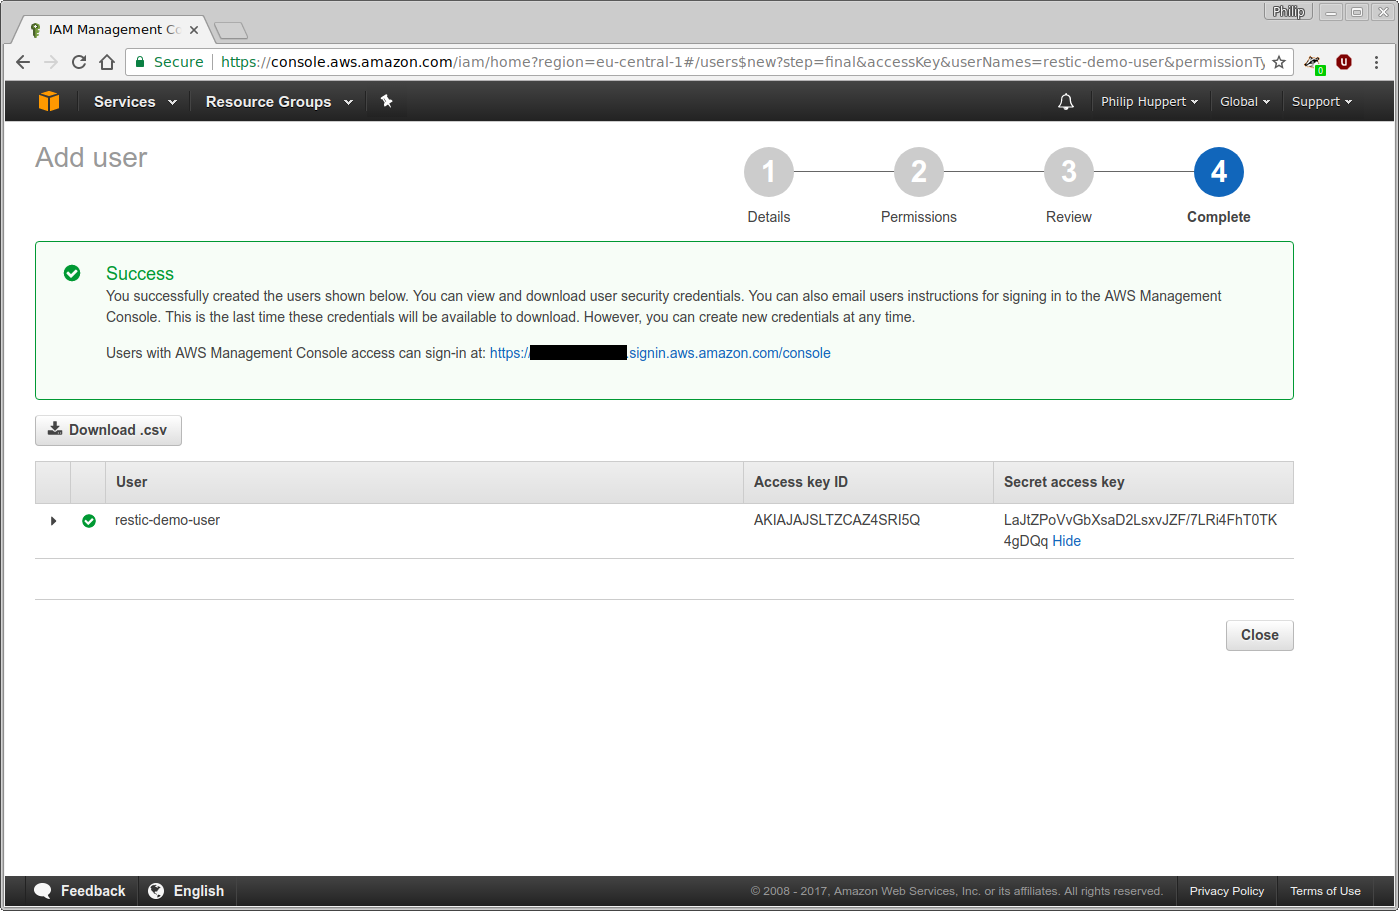 Philip
IAM Management Co
Secure https://console.aws.amazon.com/iam/home?region=eu-central-1#/users$new?step=final&accessKey&userNames=restic-demo-user&permissionTy
0
Services Resource Groups Philip Huppert Global Support
Add user
1 2 3 4
Details Permissions Review Complete
Success
You successfully created the users shown below. You can view and download user security credentials. You can also email users instructions for signing in to the AWS Management
Console. This is the last time these credentials will be available to download. However, you can create new credentials at any time.
Users with AWS Management Console access can sign-in at: https:// .signin.aws.amazon.com/console
Download .csv
User Access key ID Secret access key
restic-demo-user AKIAJAJSLTZCAZ4SRI5Q LaJtZPoVvGbXsaD2LsxvJZF/7LRi4FhT0TK
4gDQq Hide
Close
Feedback English © 2008 - 2017, Amazon Web Services, Inc. or its affiliates. All rights reserved. Privacy Policy Terms of Use